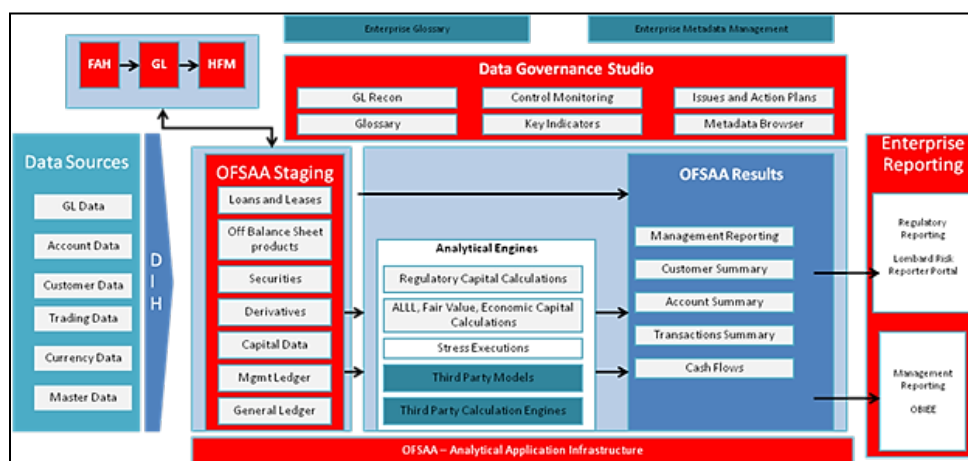 Enterprise Glossary
Enterprise Metadata Management
FAH
GL
HFM
Data Governance Studio
GL Recon
Control Monitoring
Issues and Action Plans
Glossary
Key Indicators
Metadata Browser
Data Sources
GL Data
Account Data
Customer Data
Trading Data
Currency Data
Master Data
D
I
H
OFSAA Staging
Loans and Leases
Off Balance Sheet
products
Securities
Derivatives
Capital Data
Mgmt Ledger
General Ledger
Analytical Engines
Regulatory Capital Calculations
ALLL, Fair Value, Economic Capital
Calculations
Stress Executions
Third Party Models
Third Party Calculation Engines
OFSAA Results
Management Reporting
Customer Summary
Account Summary
Transactions Summary
Cash Flows
Enterprise
Reporting
Regulatory
Reporting
Lombard Risk
Reporter Portal
Management
Reporting
OBIEE
OFSAA – Analytical Application Infrastructure